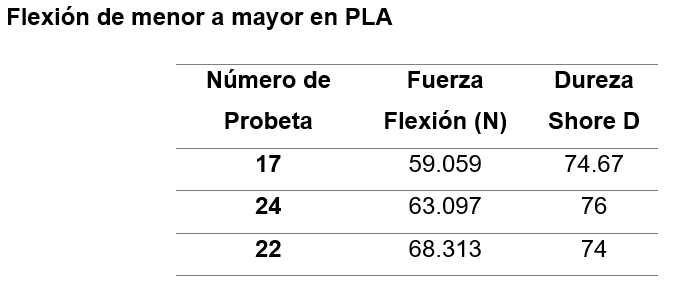 Flexión de menor a mayor en PLA
Número de Probeta Fuerza Flexión (N) Dureza Shore D
17 59.059 74.67
24 63.097 76
22 68.313 74